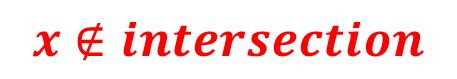 x ∉ intersection